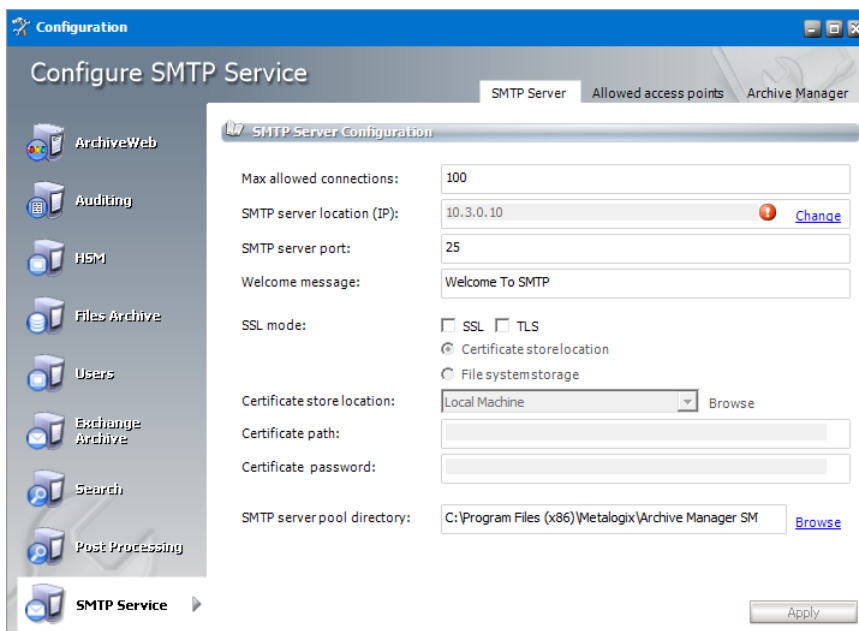 Configuration
Configure SMTP Service
SMTP Server Allowed access points Archive Manager
ArchiveWeb
Auditing
HSM
Files Archive
Users
Exchange
Archive
Search
Post Processing
SMTP Service
SMTP Server Configuration
Max allowed connections: 100
SMTP server location (IP): 10.3.0.10 Change
SMTP server port: 25
Welcome message: Welcome To SMTP
SSL mode: SSL TLS
Certificate storelocation
File systemstorage
Certificate store location: Local Machine Browse
Certificate path:
Certificate password:
SMTP server pool directory: C:\Program Files (x86)\Metalogix\Archive Manager SM Browse
Apply